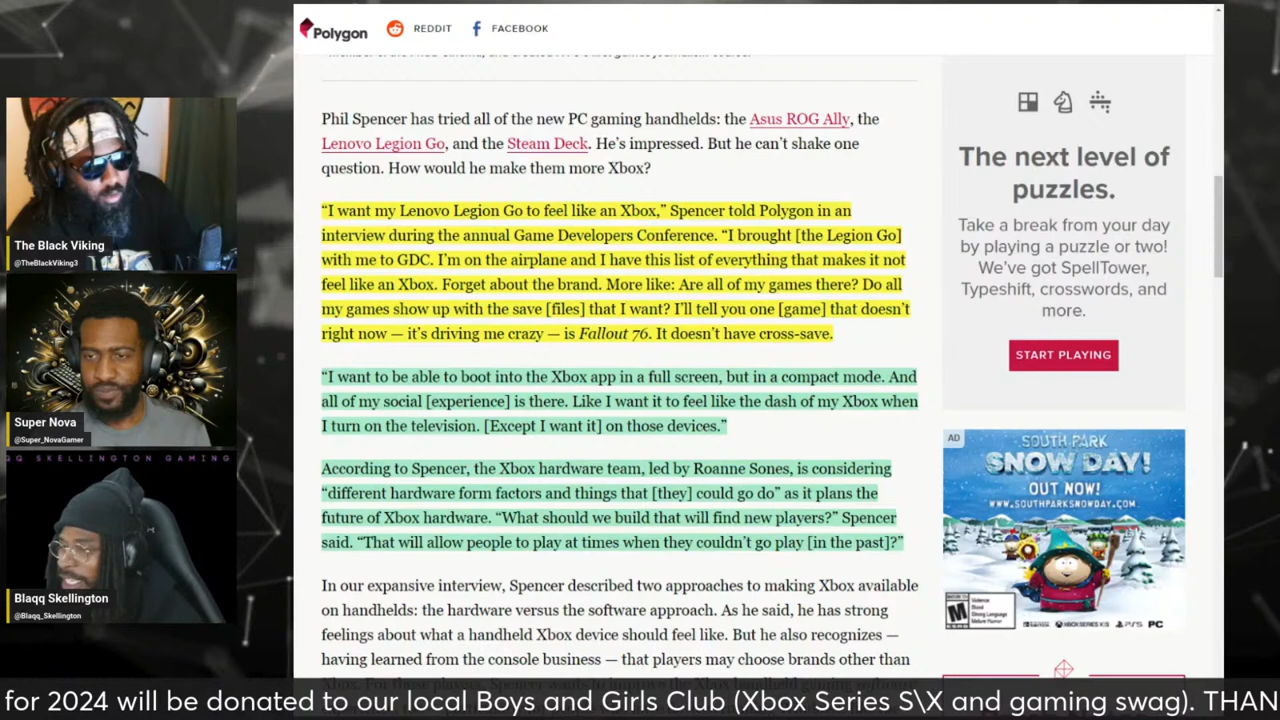 Polygon
REDDIT
FACEBOOK
Phil Spencer has tried all of the new PC gaming handhelds: the Asus ROG Ally, the
Lenovo Legion Go, and the Steam Deck. He’s impressed. But he can’t shake one
question. How would he make them more Xbox?
“I want my Lenovo Legion Go to feel like an Xbox,” Spencer told Polygon in an
interview during the annual Game Developers Conference. “I brought [the Legion Go]
with me to GDC. I’m on the airplane and I have this list of everything that makes it not
feel like an Xbox. Forget about the brand. More like: Are all of my games there? Do all
my games show up with the save [files] that I want? I’ll tell you one [game] that doesn’t
right now — it’s driving me crazy — is Fallout 76. It doesn’t have cross-save.
“I want to be able to boot into the Xbox app in a full screen, but in a compact mode. And
all of my social [experience] is there. Like I want it to feel like the dash of my Xbox when
I turn on the television. [Except I want it] on those devices.”
According to Spencer, the Xbox hardware team, led by Roanne Sones, is considering
“different hardware form factors and things that [they] could go do” as it plans the
future of Xbox hardware. “What should we build that will find new players?” Spencer
said. “That will allow people to play at times when they couldn’t go play [in the past]?”
In our expansive interview, Spencer described two approaches to making Xbox available
on handhelds: the hardware versus the software approach. As he said, he has strong
feelings about what a handheld Xbox device should feel like. But he also recognizes —
having learned from the console business — that players may choose brands other than
The next level of
puzzles.
Take a break from your day
by playing a puzzle or two!
We’ve got SpellTower,
Typeshift, crosswords, and
more.
START PLAYING
AD
SOUTH PARK
SNOW DAY!
OUT NOW!
WWW.SOUTHPARKSNOWDAY.COM
M
XBOX SERIES X|S
PS5
PC
The Black Viking
@TheBlackViking3
Super Nova
@Super_NovaGamer
QQ SKELLINGTON GAMING
Blaqq Skellington
@Blaqq_Skellington
for 2024 will be donated to our local Boys and Girls Club (Xbox Series S\X and gaming swag). THAN